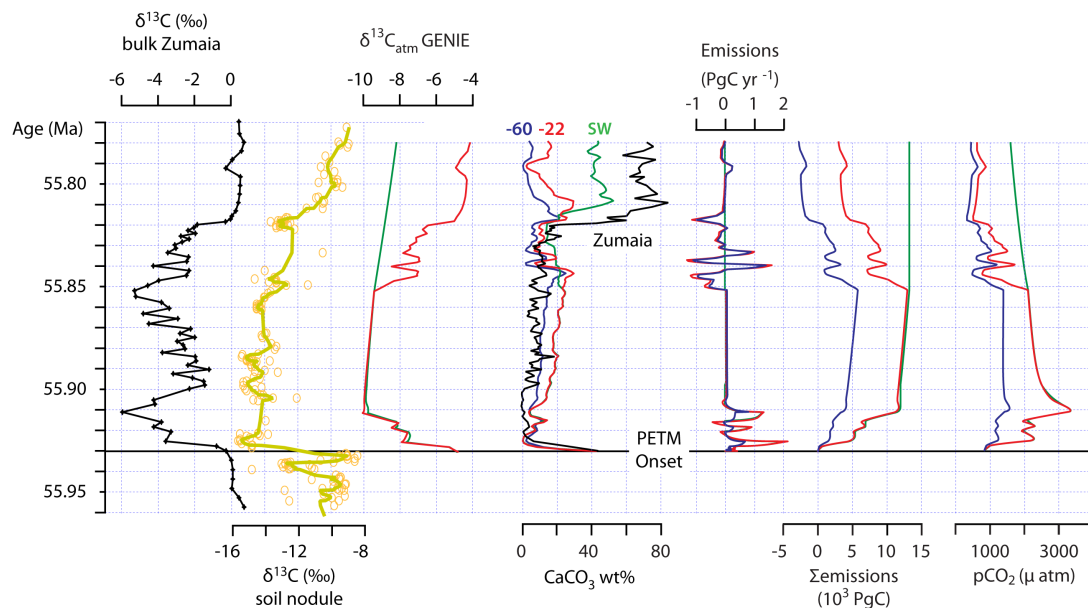 δ13C (‰)
bulk Zumaia
-6 -4 -2 0
δ13Catm GENIE
-10 -8 -6 -4
Emissions
(PgC yr -1)
-1 0 1 2
Age (Ma)
-60 -22 SW
55.80
Zumaia
55.85
55.90
PETM
Onset
55.95
-16 -12 -8
δ13C (‰)
soil nodule
0 40 80
CaCO3 wt%
-5 0 5 10 15
Σemissions
(103 PgC)
1000 3000
pCO2 (μ atm)